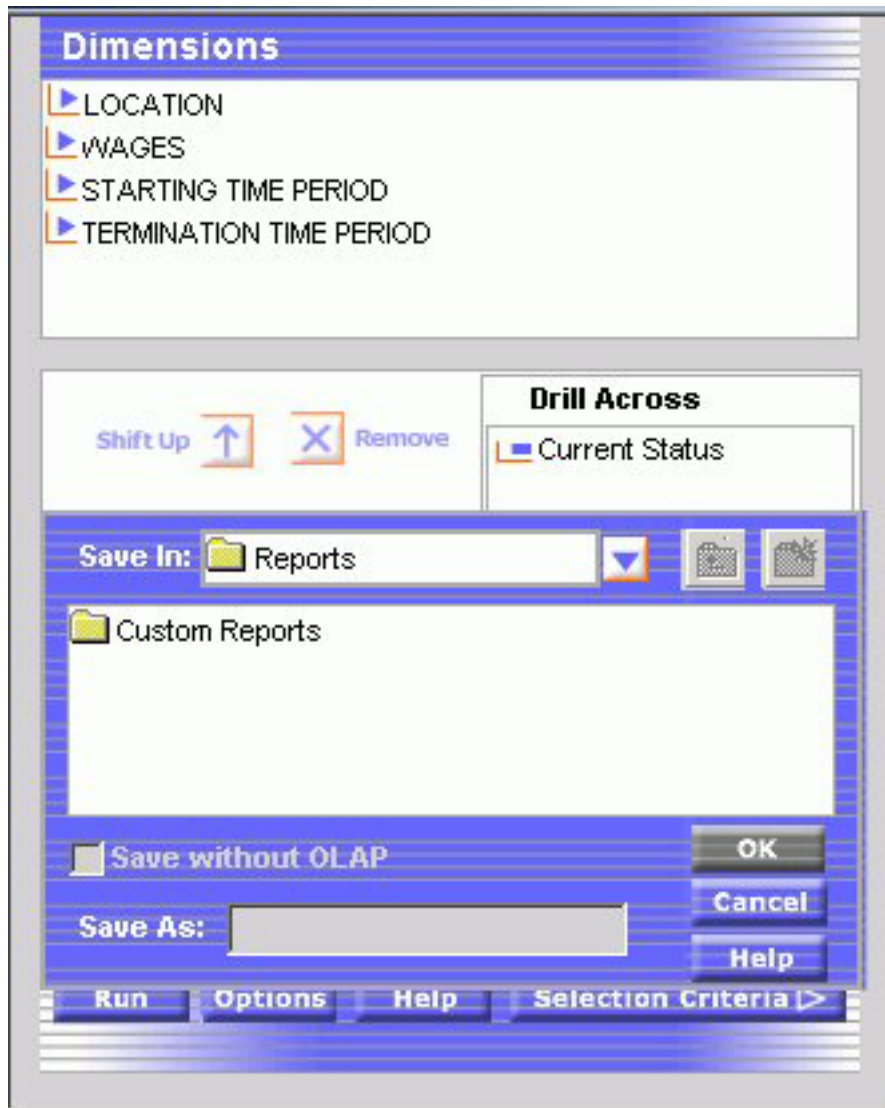 Dimensions
LOCATION
WAGES
STARTING TIME PERIOD
TERMINATION TIME PERIOD
Shift Up
Remove
Drill Across
Current Status
Save In:
Reports
Custom Reports
Save without OLAP
OK
Cancel
Save As:
Help
Run
Options
Help
Selection Criteria